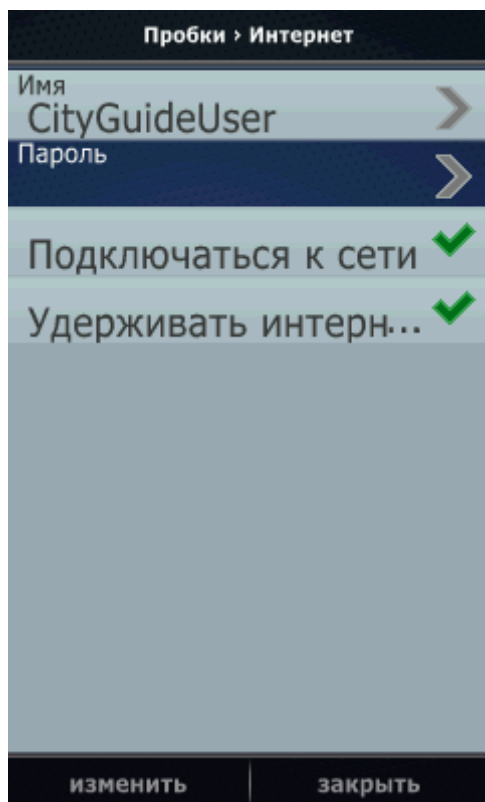 Пробки › Интернет
Имя
CityGuideUser
Пароль
Подключаться к сети
Удерживать интерн...
изменить закрыть